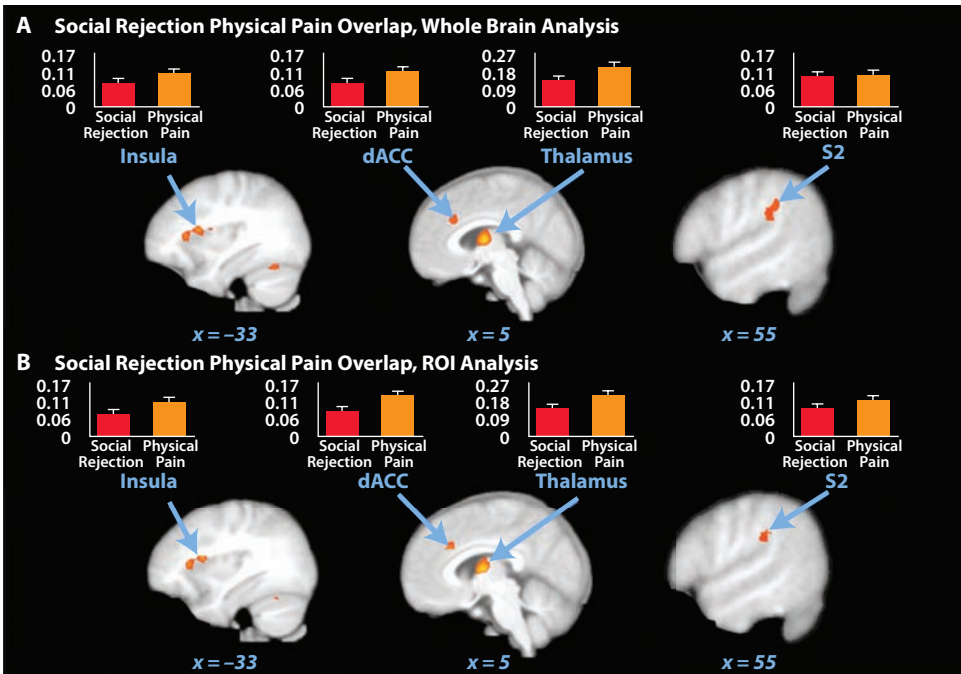 A Social Rejection Physical Pain Overlap, Whole Brain Analysis
0.17
0.11
0.06
0
Social Physical
Rejection Pain
Insula
0.17
0.11
0.06
0
Social Physical
Rejection Pain
dACC
0.27
0.18
0.09
0
Social Physical
Rejection Pain
Thalamus
0.17
0.11
0.06
0
Social Physical
Rejection Pain
S2
x = –33
x = 5
x = 55
B Social Rejection Physical Pain Overlap, ROI Analysis
0.17
0.11
0.06
0
Social Physical
Rejection Pain
Insula
0.17
0.11
0.06
0
Social Physical
Rejection Pain
dACC
0.27
0.18
0.09
0
Social Physical
Rejection Pain
Thalamus
0.17
0.11
0.06
0
Social Physical
Rejection Pain
S2
x = –33
x = 5
x = 55